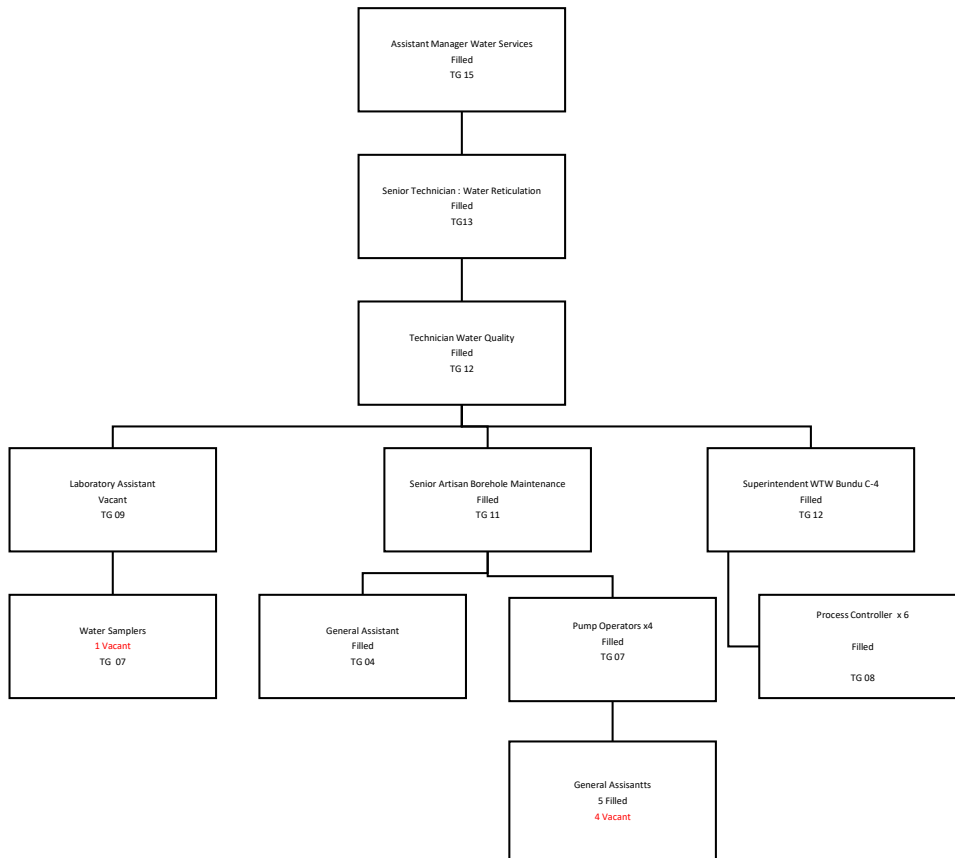 Assistant Manager Water Services
Filled
TG 15
Senior Technician : Water Reticulation
Filled
TG13
Technician Water Quality
Filled
TG 12
Laboratory Assistant
Vacant
TG 09
Senior Artisan Borehole Maintenance
Filled
TG 11
Superintendent WTW Bundu C-4
Filled
TG 12
Water Samplers
1 Vacant
TG 07
General Assistant
Filled
TG 04
Pump Operators x4
Filled
TG 07
Process Controller x 6
Filled
TG 08
General Assisantts
5 Filled
4 Vacant